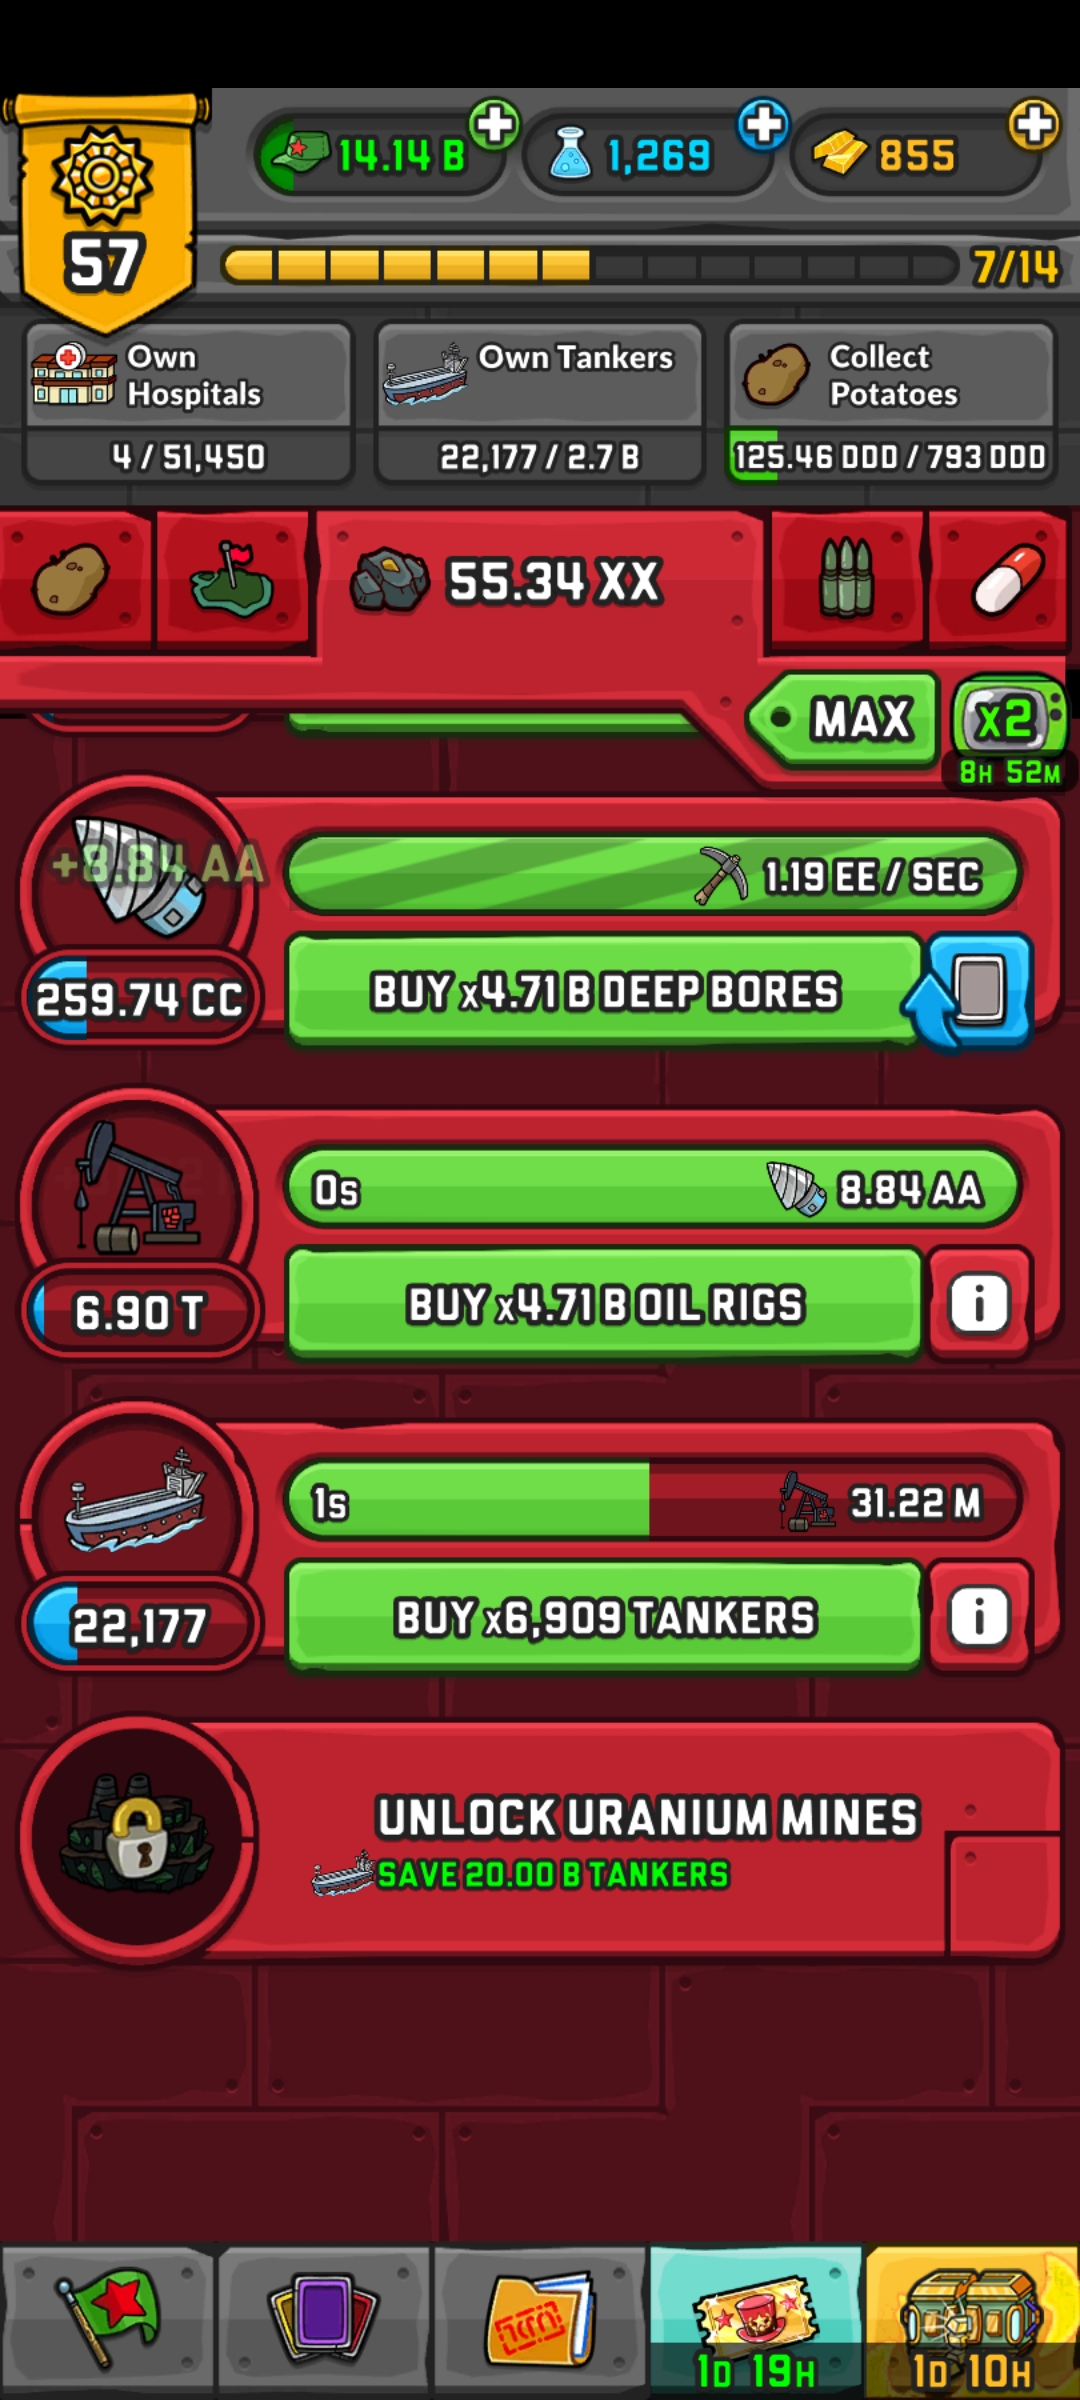 57
14.14 B
1,269
855
7/14
Own
Hospitals
4 / 51,450
Own Tankers
22,177 / 2.7 B
Collect
Potatoes
125.46 DDD / 793 DDD
55.34 XX
MAX
x2
8H 52M
+8.84 AA
1.19 EE / SEC
259.74 CC
BUY x4.71 B DEEP BORES
0s
8.84 AA
6.90 T
BUY x4.71 B OIL RIGS
i
1s
31.22 M
22,177
BUY x6,909 TANKERS
i
UNLOCK URANIUM MINES
SAVE 20.00 B TANKERS
1D 19H
1D 10H